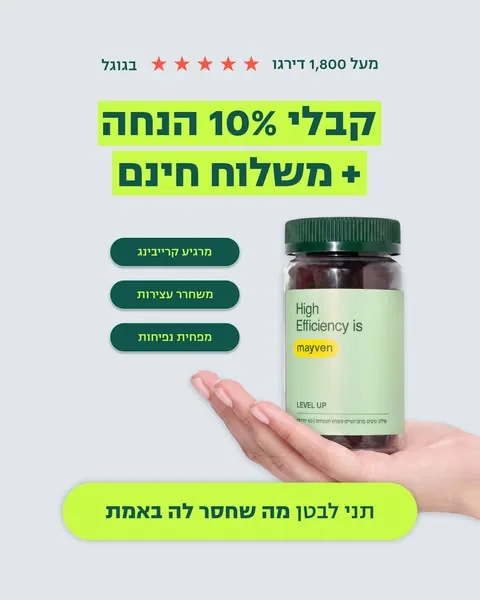 מעל 1,800 דירגו ★★★★★ בגוגל
קבלי 10% הנחה
+ משלוח חינם
מרגיע קרייבינג
משחרר עצירות
מפחית נפיחות
High
Efficiency is
mayven
LEVEL UP
תני לבטן מה שחסר לה באמת